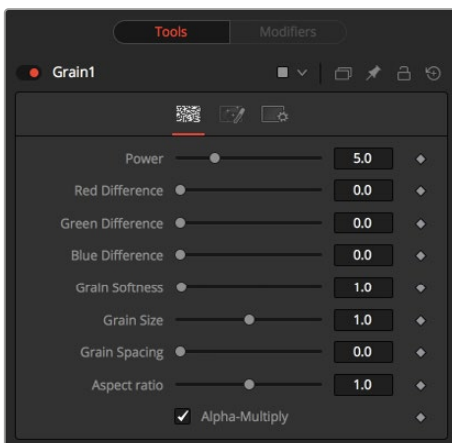 Tools Modifiers
Grain1
Power 5.0
Red Difference 0.0
Green Difference 0.0
Blue Difference 0.0
Grain Softness 1.0
Grain Size 1.0
Grain Spacing 0.0
Aspect ratio 1.0
Alpha-Multiply